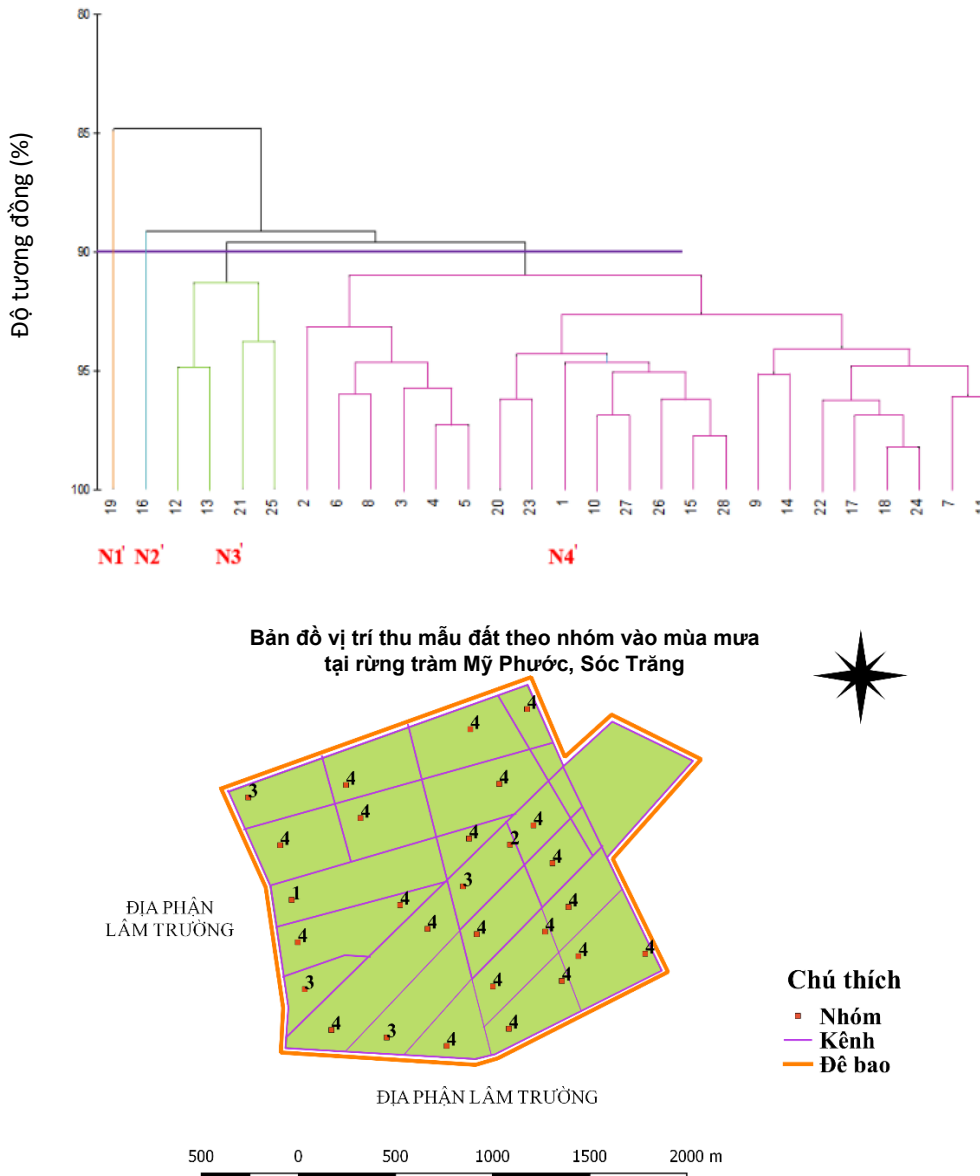 80
85
90
95
100
Độ tương đồng (%)
19 16 12 13 21 25 2 6 8 3 4 5 20 23 1 10 27 26 15 28 9 14 22 17 18 24 7
N1' N2' N3' N4'
Bản đồ vị trí thu mẫu đất theo nhóm vào mùa mưa
tại rừng tràm Mỹ Phước, Sóc Trăng
4
4
3
4
4
4
4
4
4
2
4
3
1
4
4
4
4
4
4
4
4
3
4
4
4
3
4
4
ĐỊA PHẬN
LÂM TRƯỜNG
ĐỊA PHẬN LÂM TRƯỜNG
Chú thích
Nhóm
Kênh
Đê bao
500 0 500 1000 1500 2000 m